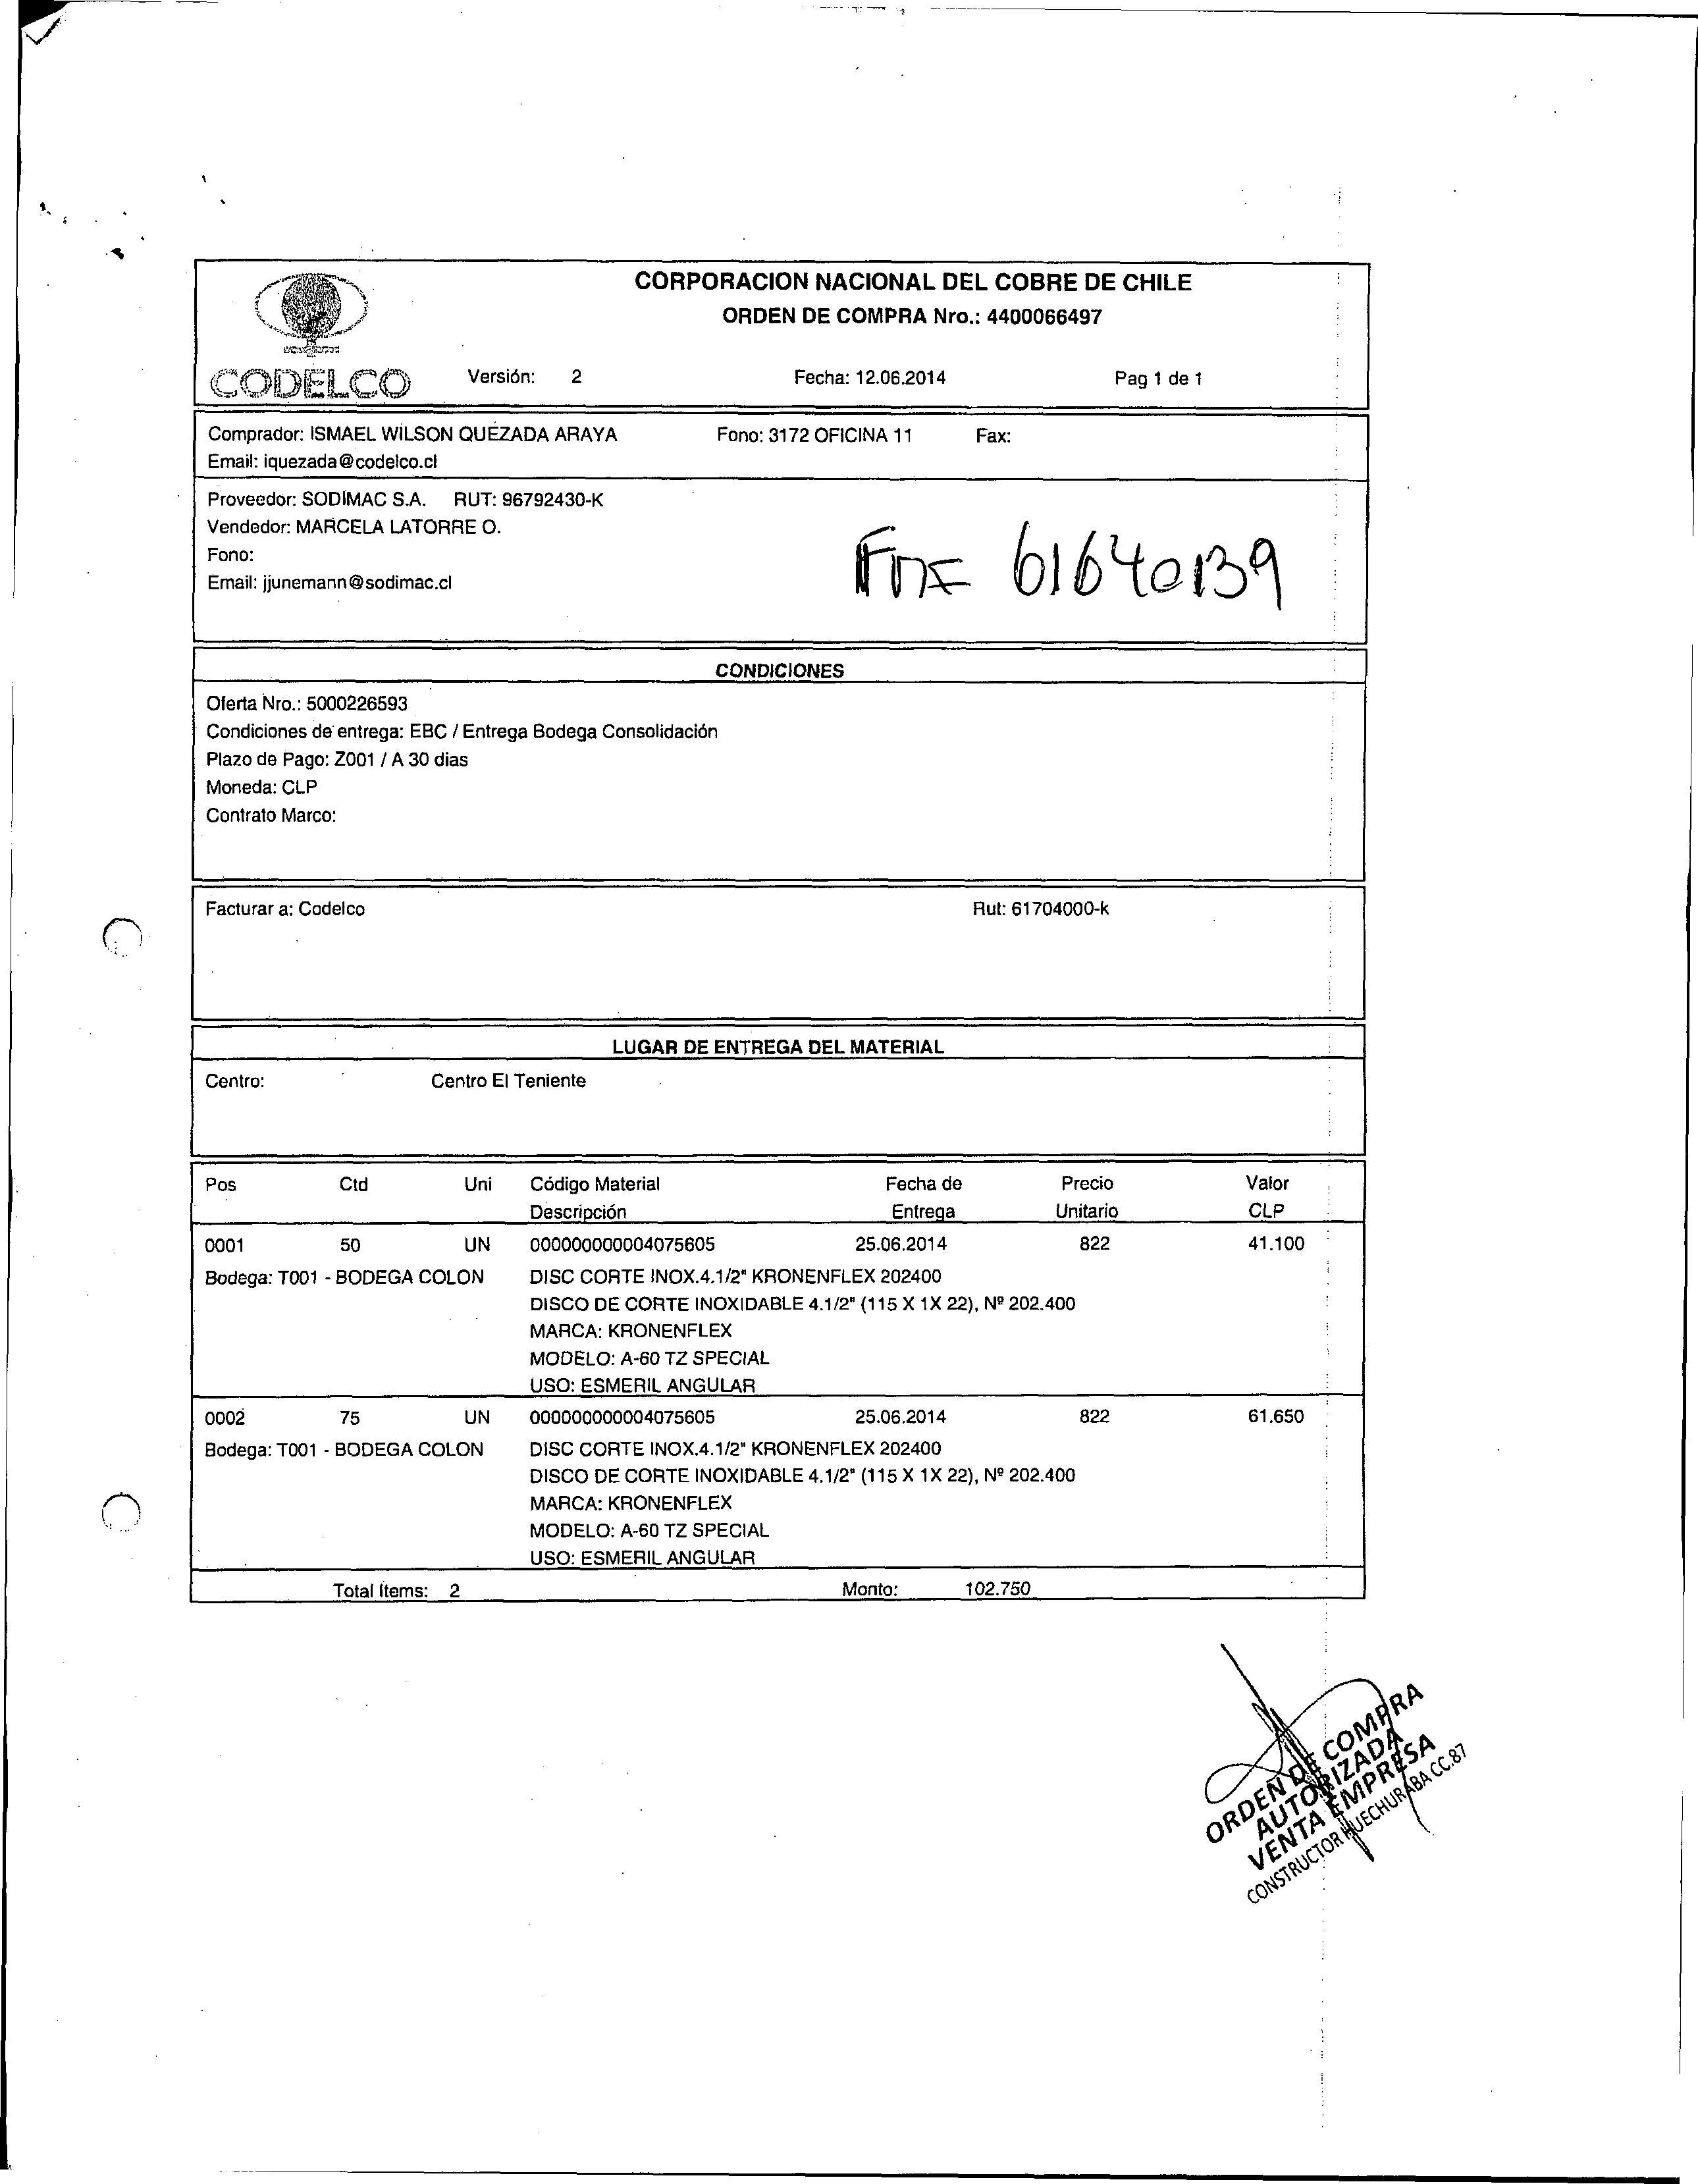 CORPORACION NACIONAL DEL COBRE DE CHILE
ORDEN DE COMPRA Nro.: 4400066497
CODELCO Versión: 2 Fecha: 12.06.2014 Pag 1 de 1
Comprador: ISMAEL WILSON QUEZADA ARAYA Fono: 3172 OFICINA 11 Fax:
Email: iquezada@codelco.cl
Proveedor: SODIMAC S.A. RUT: 96792430-K
Vendedor: MARCELA LATORRE O.
Fono:
Email: jjunemann@sodimac.cl
61640139
CONDICIONES
Oferta Nro.: 5000226593
Condiciones de entrega: EBC / Entrega Bodega Consolidación
Plazo de Pago: Z001 / A 30 dias
Moneda: CLP
Contrato Marco:
Facturar a: Codelco Rut: 61704000-k
LUGAR DE ENTREGA DEL MATERIAL
Centro: Centro El Teniente
Pos Ctd Uni Código Material Fecha de Precio Valor
Descripción Entrega Unitario CLP
0001 50 UN 000000000004075605 25.06.2014 822 41.100
Bodega: T001 - BODEGA COLON DISC CORTE INOX.4.1/2" KRONENFLEX 202400
DISCO DE CORTE INOXIDABLE 4.1/2" (115 X 1X 22), Nº 202.400
MARCA: KRONENFLEX
MODELO: A-60 TZ SPECIAL
USO: ESMERIL ANGULAR
0002 75 UN 000000000004075605 25.06.2014 822 61.650
Bodega: T001 - BODEGA COLON DISC CORTE INOX.4.1/2" KRONENFLEX 202400
DISCO DE CORTE INOXIDABLE 4.1/2" (115 X 1X 22), Nº 202.400
MARCA: KRONENFLEX
MODELO: A-60 TZ SPECIAL
USO: ESMERIL ANGULAR
Total Items: 2 Monto: 102.750
ORDEN DE COMPRA
AUTORIZADA
VENTA EMPRESA
CONSTRUCTOR HUECHURABA CC.87